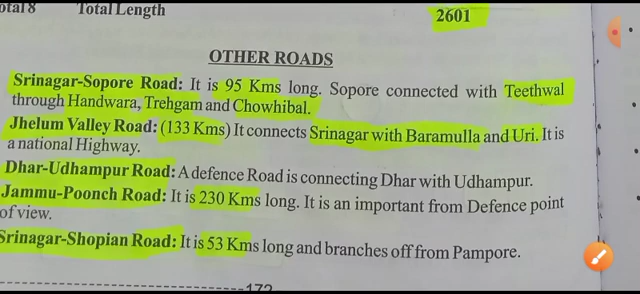 otal 8 Total Length 2601
OTHER ROADS
Srinagar-Sopore Road: It is 95 Kms long. Sopore connected with Teethwal
through Handwara, Trehgam and Chowhibal.
Jhelum Valley Road: (133 Kms) It connects Srinagar with Baramulla and Uri. It is
a national Highway.
Dhar-Udhampur Road: A defence Road is connecting Dhar with Udhampur.
Jammu-Poonch Road: It is 230 Kms long. It is an important from Defence point
of view.
Srinagar-Shopian Road: It is 53 Kms long and branches off from Pampore.
172